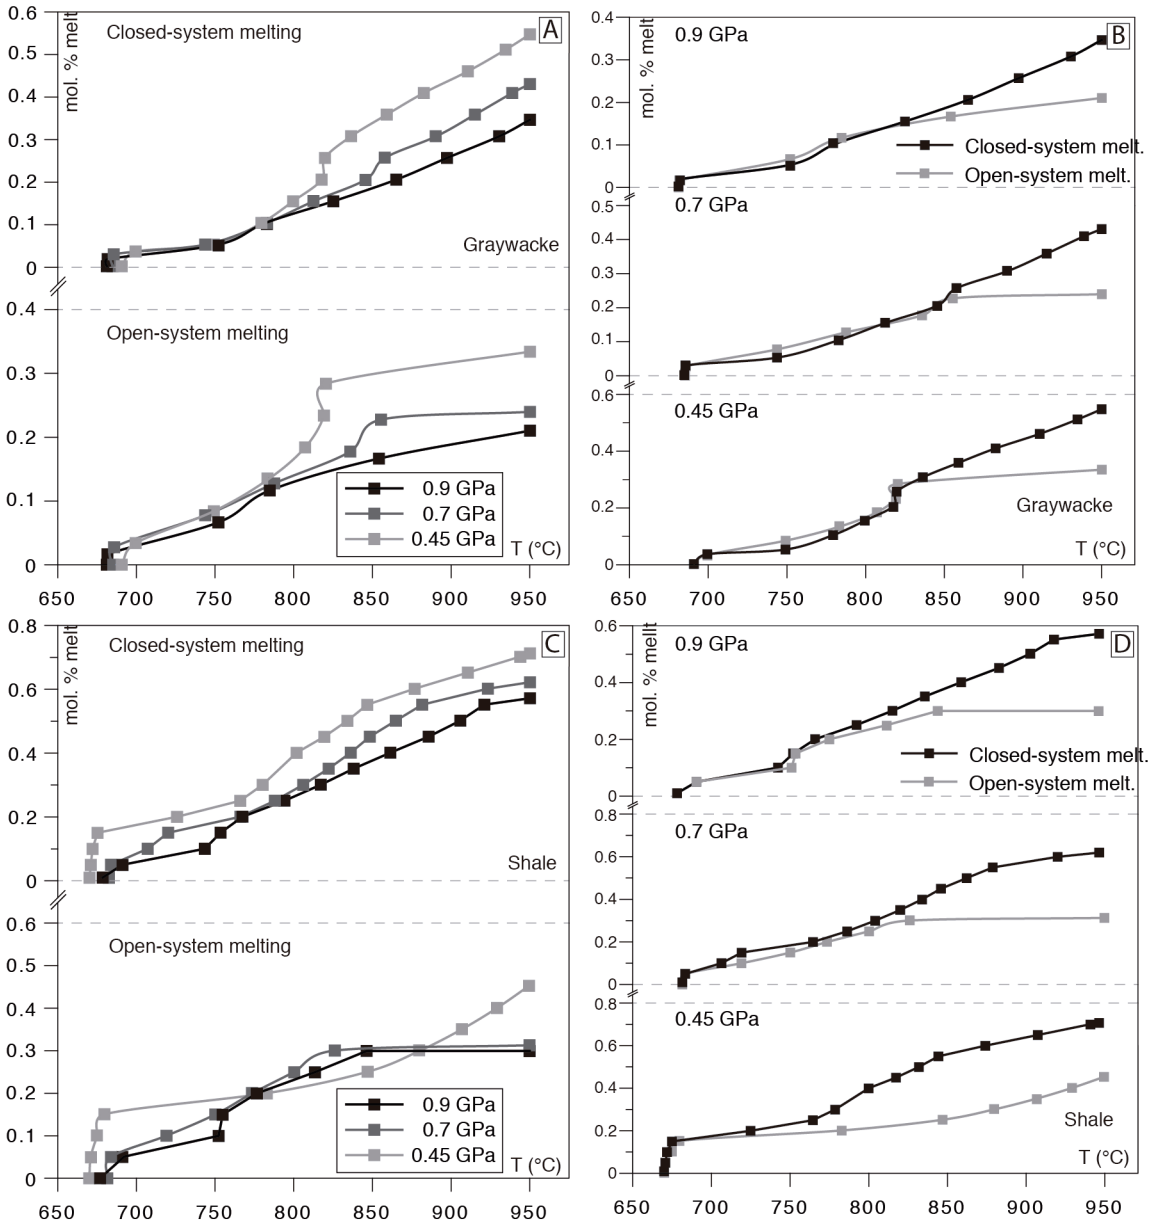 A
mol. % melt
Closed-system melting
0.6
0.5
0.4
0.3
0.2
0.1
0
Graywacke
0.4
Open-system melting
0.3
0.2
0.1
0
0.9 GPa
0.7 GPa
0.45 GPa
T (°C)
650 700 750 800 850 900 950
B
mol. % melt
0.9 GPa
0.4
0.3
0.2
0.1
0
Closed-system melt.
Open-system melt.
0.7 GPa
0.5
0.4
0.3
0.2
0.1
0
0.45 GPa
0.6
0.4
0.2
0
Graywacke
T (°C)
650 700 750 800 850 900 950
C
mol. % melt
Closed-system melting
0.8
0.6
0.4
0.2
0
Shale
0.6
Open-system melting
0.5
0.4
0.3
0.2
0.1
0
0.9 GPa
0.7 GPa
0.45 GPa
T (°C)
650 700 750 800 850 900 950
D
mol. % mellt
0.9 GPa
0.6
0.4
0.2
0
Closed-system melt.
Open-system melt.
0.7 GPa
0.8
0.6
0.4
0.2
0
0.45 GPa
0.8
0.6
0.4
0.2
0
Shale
T (°C)
650 700 750 800 850 900 950